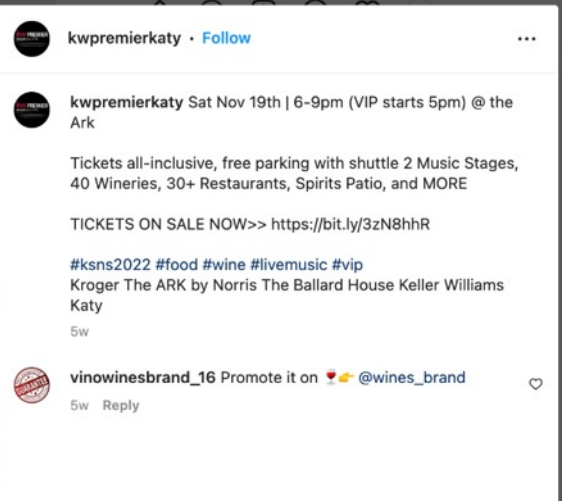 kwpremierkaty • Follow
kwpremierkaty Sat Nov 19th | 6-9pm (VIP starts 5pm) @ the
Ark
Tickets all-inclusive, free parking with shuttle 2 Music Stages,
40 Wineries, 30+ Restaurants, Spirits Patio, and MORE
TICKETS ON SALE NOW>> https://bit.ly/3zN8hhR
#ksns2022 #food #wine #livemusic #vip
Kroger The ARK by Norris The Ballard House Keller Williams
Katy
5w
GUARANTEE
vinowinesbrand_16 Promote it on 🍷👉 @wines_brand
5w Reply